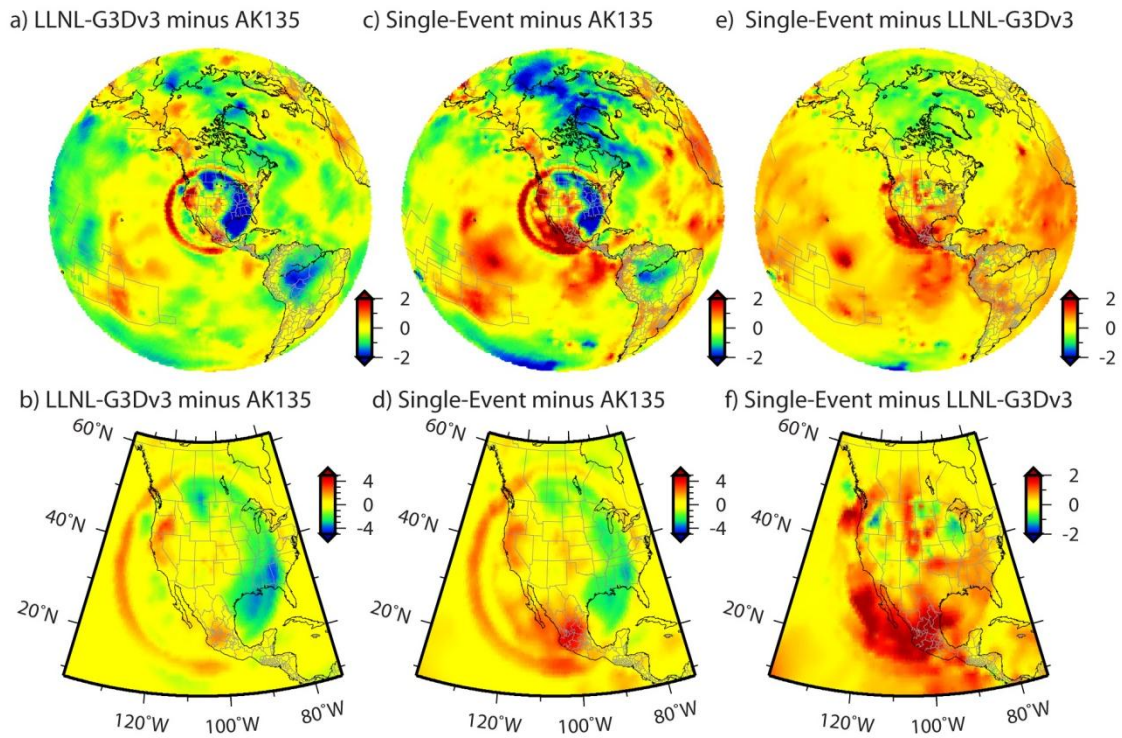 a) LLNL-G3Dv3 minus AK135
c) Single-Event minus AK135
e) Single-Event minus LLNL-G3Dv3
2
0
-2
2
0
-2
2
0
-2
b) LLNL-G3Dv3 minus AK135
d) Single-Event minus AK135
f) Single-Event minus LLNL-G3Dv3
60°N
40°N
20°N
120°W
100°W
80°W
4
0
-4
60°N
40°N
20°N
120°W
100°W
80°W
4
0
-4
60°N
40°N
20°N
120°W
100°W
80°W
2
0
-2